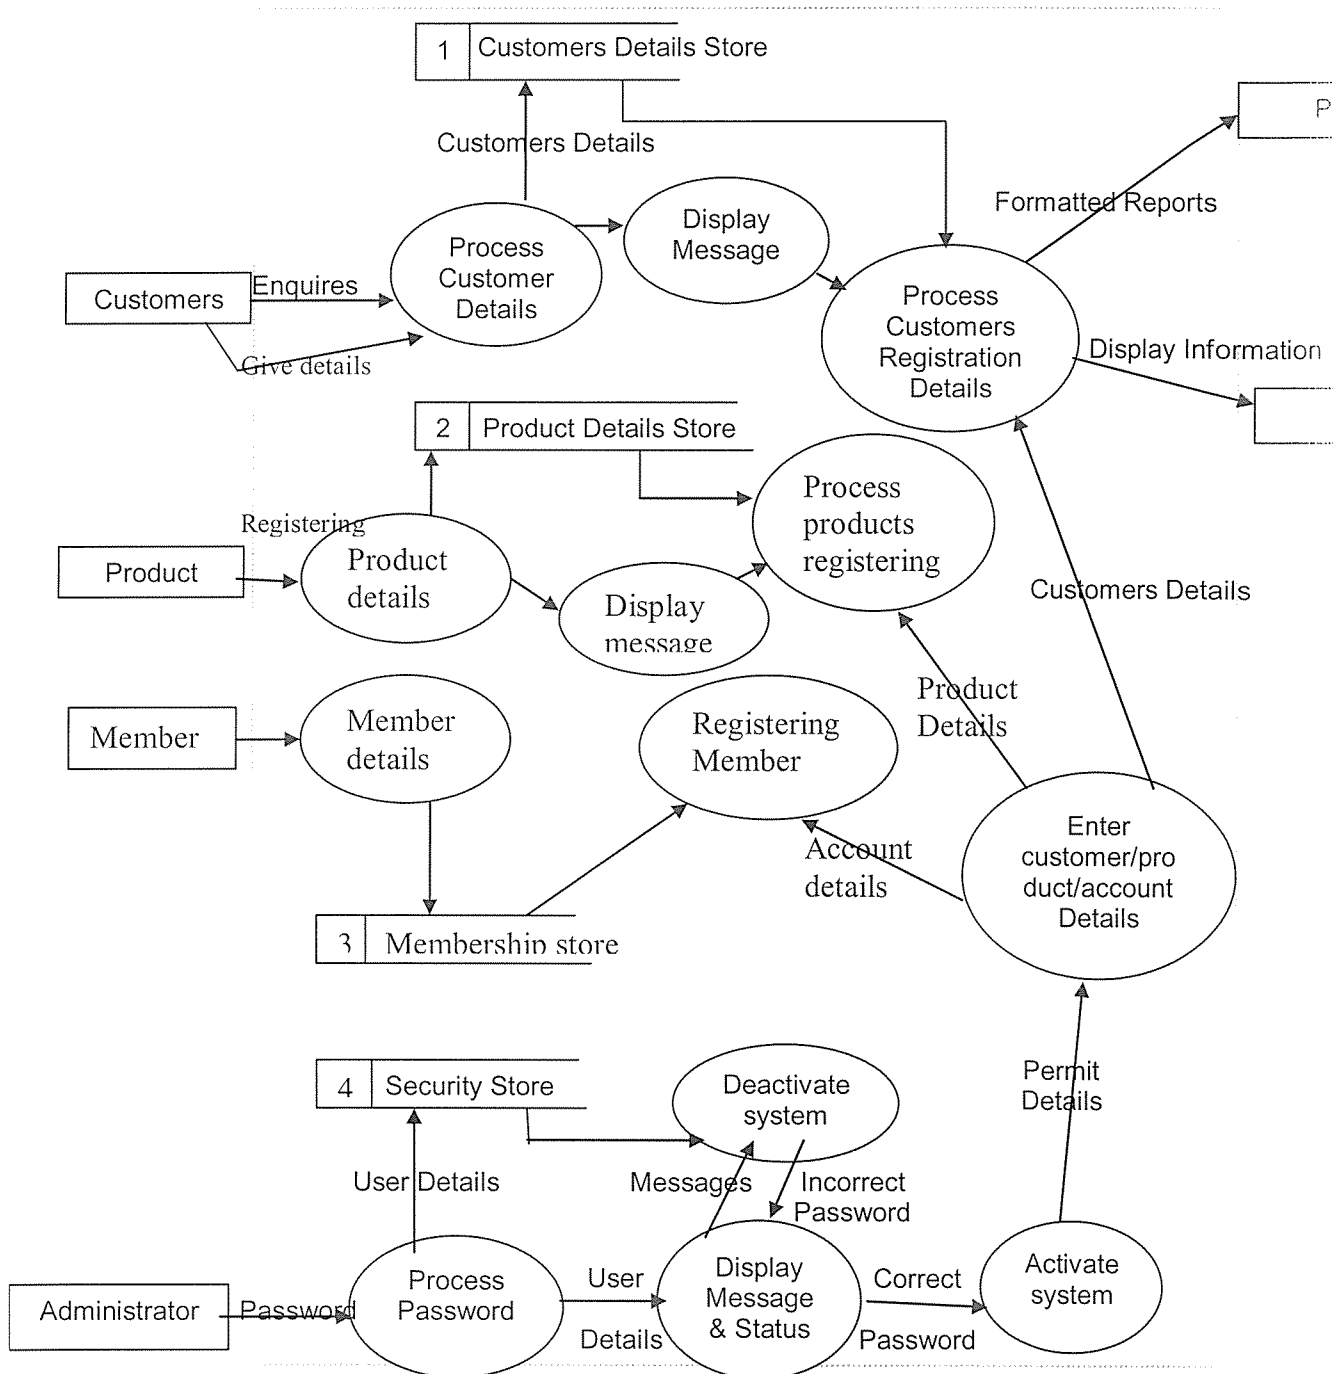 1 Customers Details Store
Customers Details
P
Formatted Reports
Display
Message
Process
Customer
Details
Customers
Enquires
Give details
Process
Customers
Registration
Details
Display Information
2 Product Details Store
Registering
Product
Product
details
Display
message
Process
products
registering
Customers Details
Product
Details
Member
Member
details
Registering
Member
Account
details
Enter
customer/pro
duct/account
Details
3 Membership store
4 Security Store
Deactivate
system
Permit
Details
User Details
Messages
Incorrect
Password
Administrator
Password
Process
Password
User
Details
Display
Message
& Status
Correct
Password
Activate
system